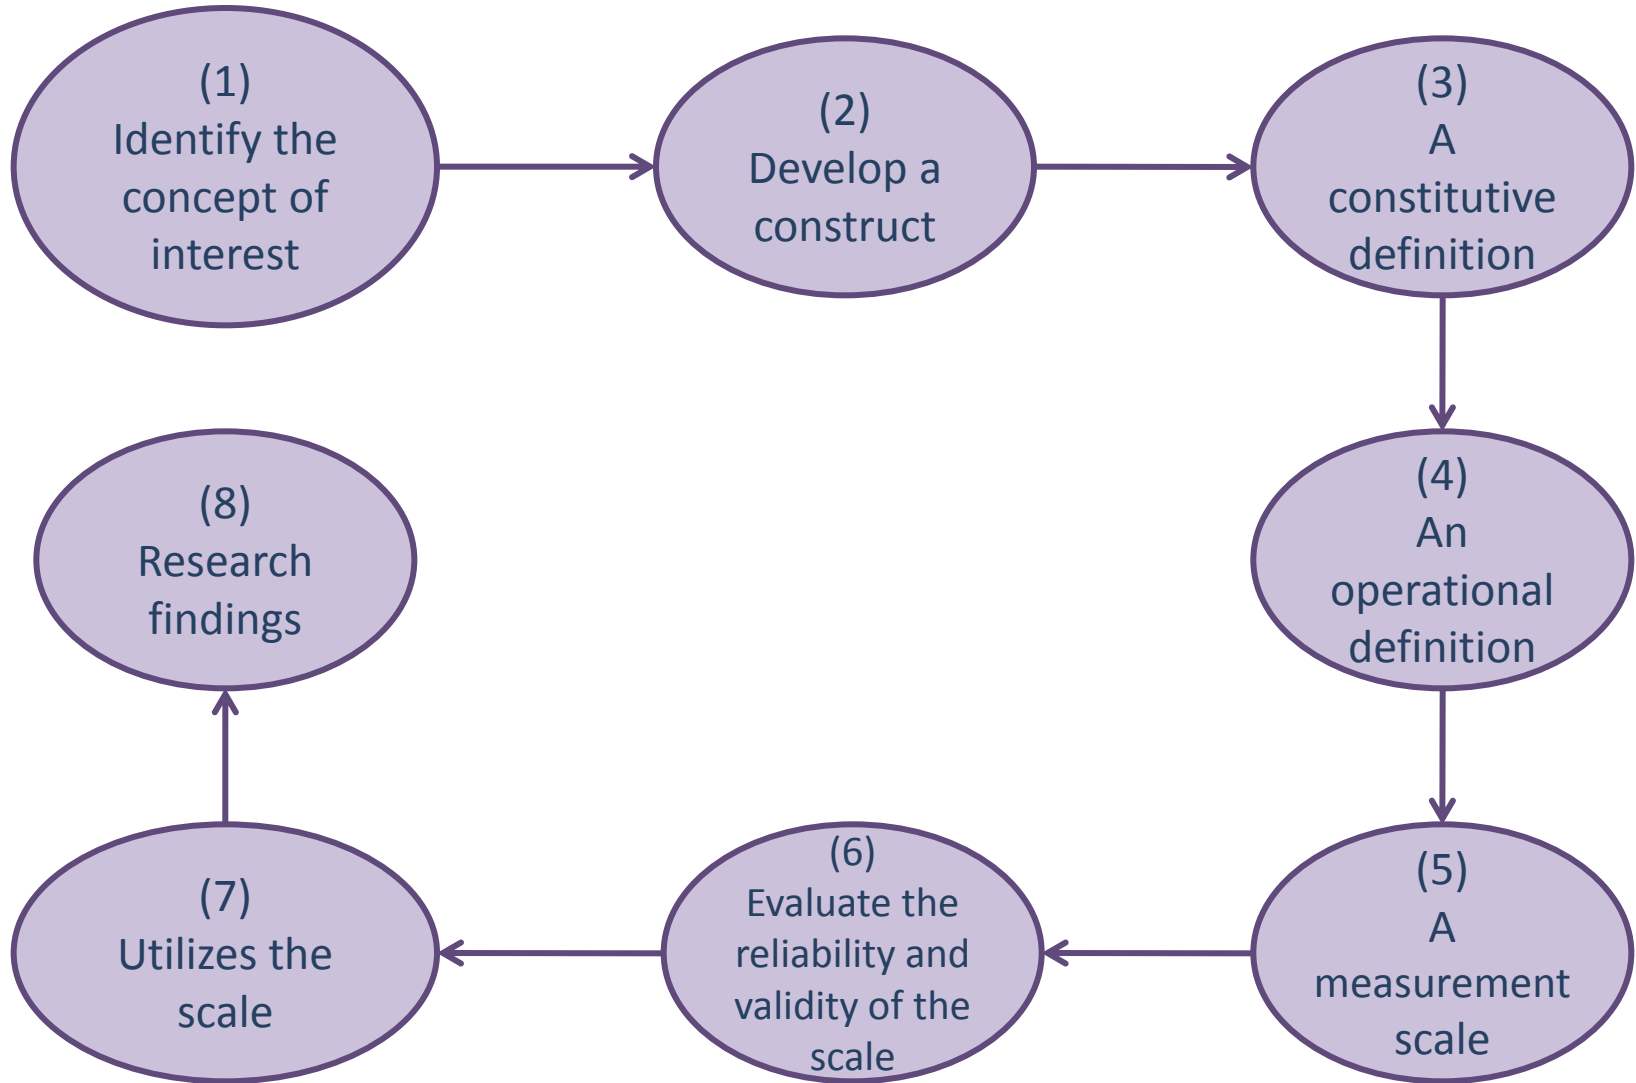 (1)
Identify the
concept of
interest
(2)
Develop a
construct
(3)
A
constitutive
definition
(4)
An
operational
definition
(5)
A
measurement
scale
(6)
Evaluate the
reliability and
validity of the
scale
(7)
Utilizes the
scale
(8)
Research
findings